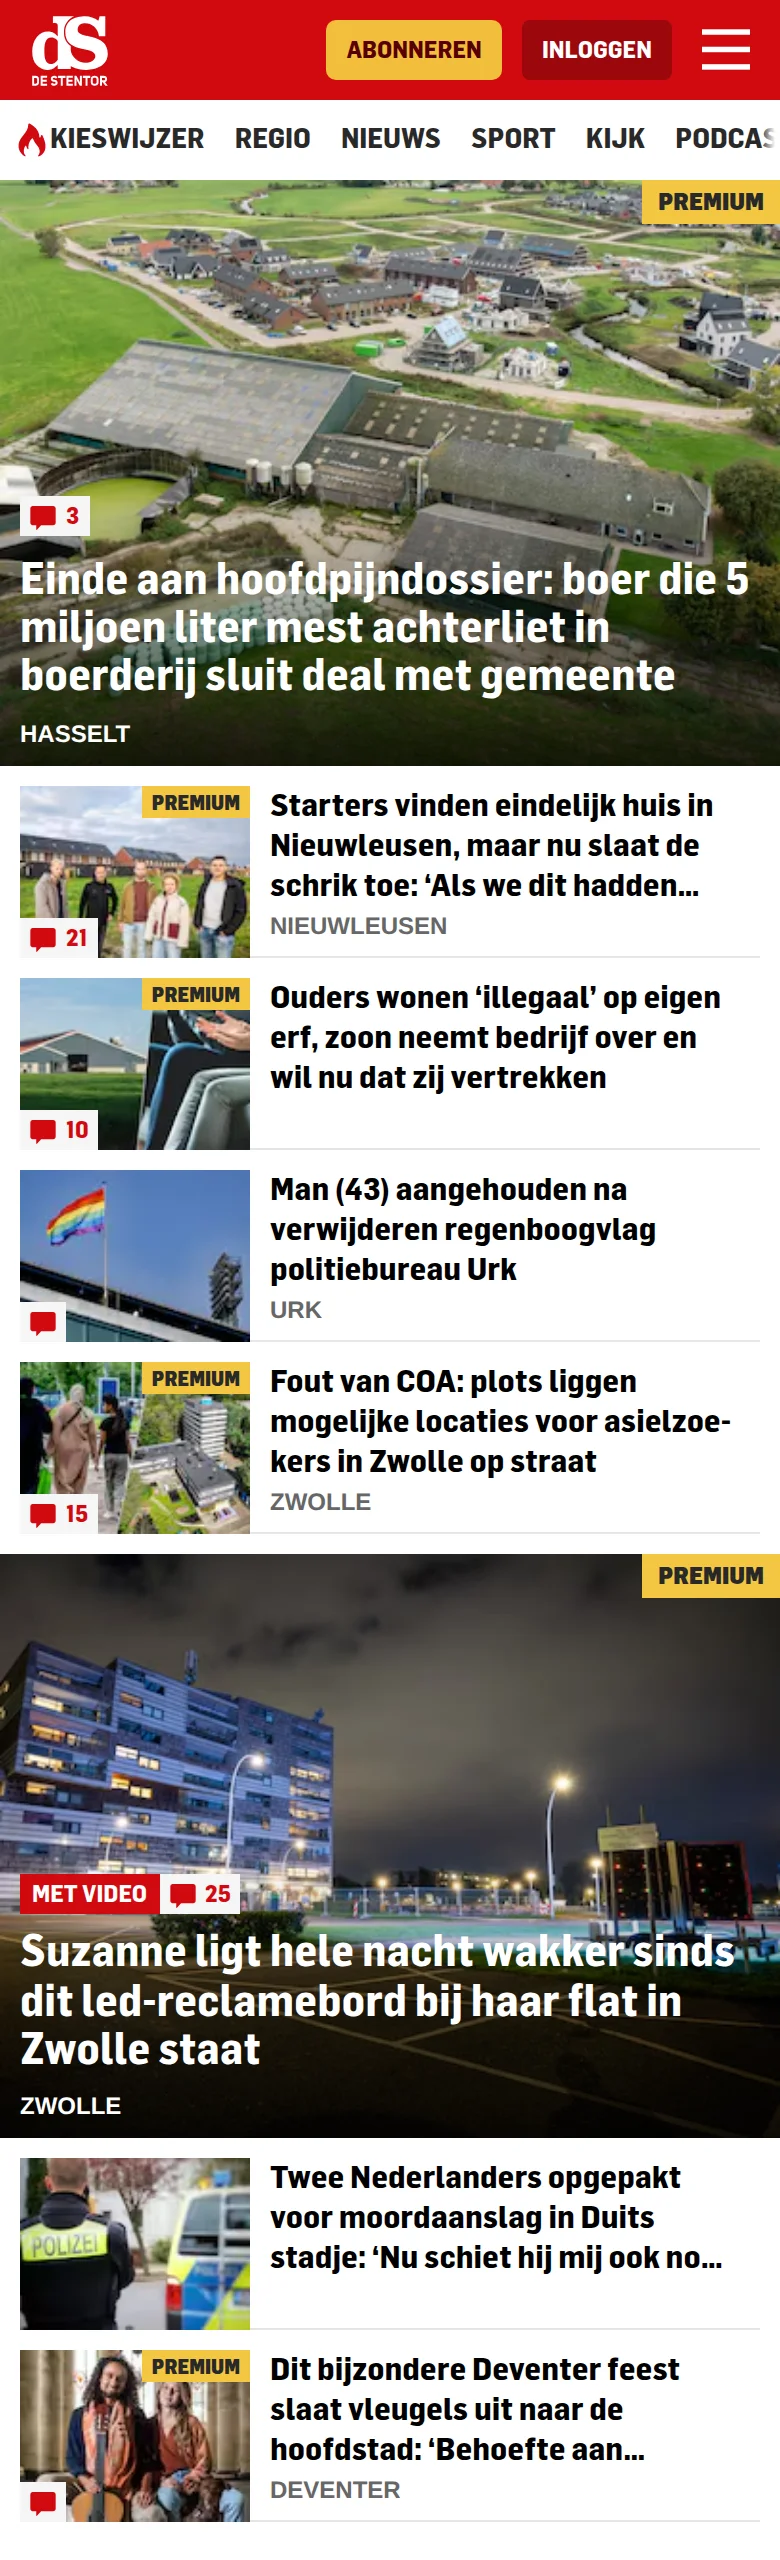 dS
DE STENTOR
ABONNEREN
INLOGGEN
KIESWIJZER REGIO NIEUWS SPORT KIJK PODCAS
PREMIUM
3
Einde aan hoofdpijndossier: boer die 5
miljoen liter mest achterliet in
boerderij sluit deal met gemeente
HASSELT
PREMIUM
21
Starters vinden eindelijk huis in
Nieuwleusen, maar nu slaat de
schrik toe: ‘Als we dit hadden...
NIEUWLEUSEN
PREMIUM
10
Ouders wonen ‘illegaal’ op eigen
erf, zoon neemt bedrijf over en
wil nu dat zij vertrekken
Man (43) aangehouden na
verwijderen regenboogvlag
politiebureau Urk
URK
PREMIUM
15
Fout van COA: plots liggen
mogelijke locaties voor asielzoe-
kers in Zwolle op straat
ZWOLLE
PREMIUM
MET VIDEO
25
Suzanne ligt hele nacht wakker sinds
dit led-reclamebord bij haar flat in
Zwolle staat
ZWOLLE
POLIZEI
Twee Nederlanders opgepakt
voor moordaanslag in Duits
stadje: ‘Nu schiet hij mij ook no...
PREMIUM
Dit bijzondere Deventer feest
slaat vleugels uit naar de
hoofdstad: ‘Behoefte aan...
DEVENTER